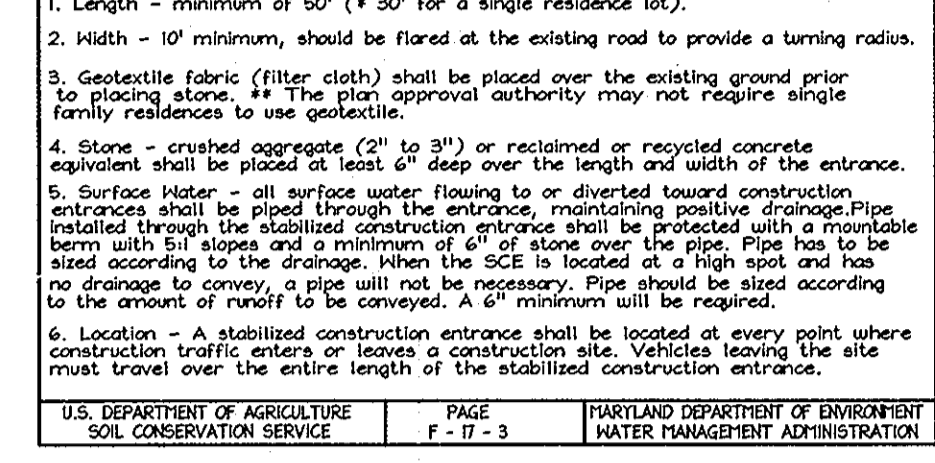 1. Length - minimum of 50' (* 30' for a single residence lot).
2. Width - 10' minimum, should be flared at the existing road to provide a turning radius.
3. Geotextile fabric (filter cloth) shall be placed over the existing ground prior
to placing stone. ** The plan approval authority may not require single
family residences to use geotextile.
4. Stone - crushed aggregate (2" to 3") or reclaimed or recycled concrete
equivalent shall be placed at least 6" deep over the length and width of the entrance.
5. Surface Water - all surface water flowing to or diverted toward construction
entrances shall be piped through the entrance, maintaining positive drainage.Pipe
installed through the stabilized construction entrance shall be protected with a mountable
berm with 5:1 slopes and a minimum of 6" of stone over the pipe. Pipe has to be
sized according to the drainage. When the SCE is located at a high spot and has
no drainage to convey, a pipe will not be necessary. Pipe should be sized according
to the amount of runoff to be conveyed. A 6" minimum will be required.
6. Location - A stabilized construction entrance shall be located at every point where
construction traffic enters or leaves a construction site. Vehicles leaving the site
must travel over the entire length of the stabilized construction entrance.
U.S. DEPARTMENT OF AGRICULTURE
SOIL CONSERVATION SERVICE
PAGE
F - 17 - 3
MARYLAND DEPARTMENT OF ENVIRONMENT
WATER MANAGEMENT ADMINISTRATION